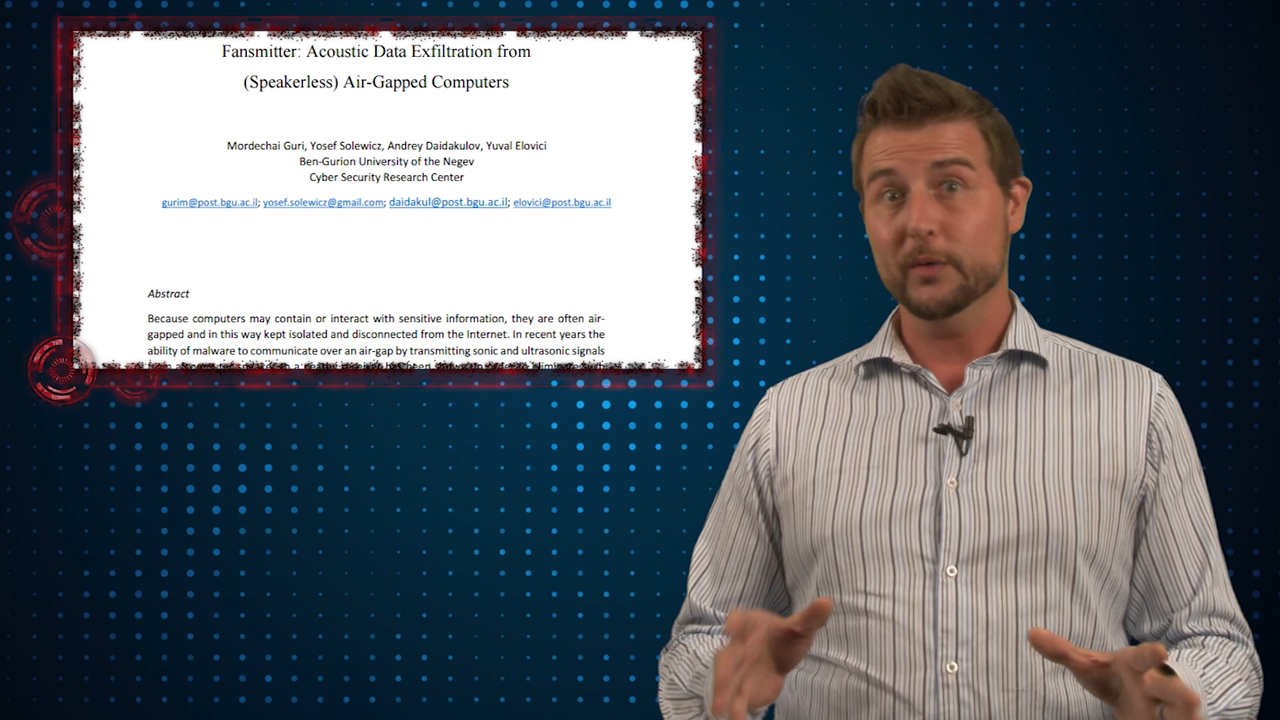 Fansmitter: Acoustic Data Exfiltration from
(Speakerless) Air-Gapped Computers
Mordechai Guri, Yosef Solewicz, Andrey Daidakulov, Yuval Elovici
Ben-Gurion University of the Negev
Cyber Security Research Center
gurim@post.bgu.ac.il; yosef.solewicz@gmail.com; daidakul@post.bgu.ac.il; elovici@post.bgu.ac.il
Abstract
Because computers may contain or interact with sensitive information, they are often air-
gapped and in this way kept isolated and disconnected from the Internet. In recent years the
ability of malware to communicate over an air-gap by transmitting sonic and ultrasonic signals